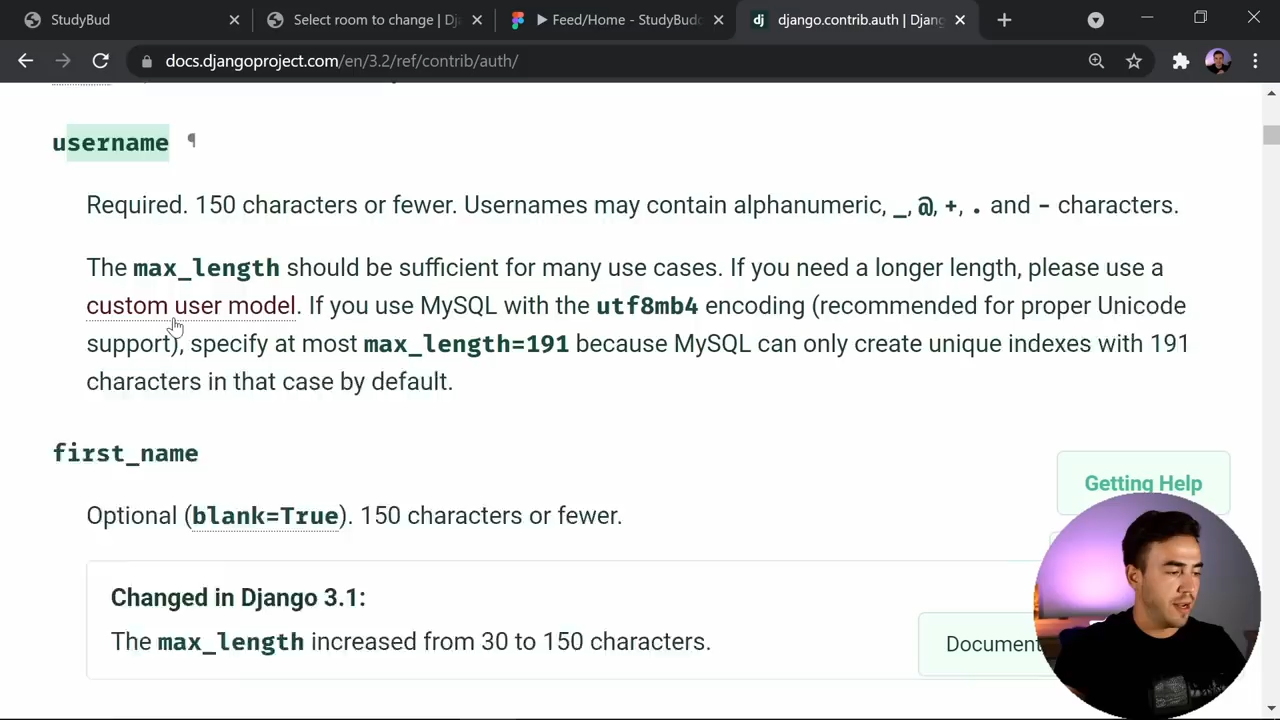 StudyBud
Select room to change | Dj
Feed/Home - StudyBudd
dj django.contrib.auth | Djang
docs.djangoproject.com/en/3.2/ref/contrib/auth/
username ¶
Required. 150 characters or fewer. Usernames may contain alphanumeric, _, @, +, . and - characters.
The max_length should be sufficient for many use cases. If you need a longer length, please use a
custom user model. If you use MySQL with the utf8mb4 encoding (recommended for proper Unicode
support), specify at most max_length=191 because MySQL can only create unique indexes with 191
characters in that case by default.
first_name
Getting Help
Optional (blank=True). 150 characters or fewer.
Changed in Django 3.1:
The max_length increased from 30 to 150 characters.
Document